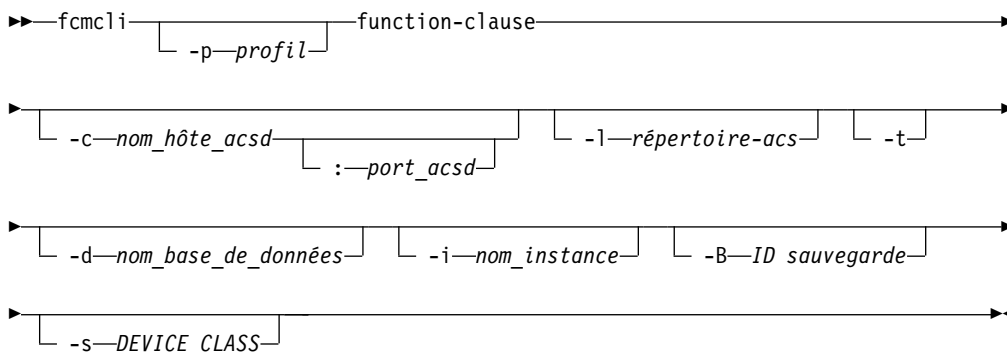 fcmcli -p profil function-clause
-c nom_hôte_acsd : port_acsd -l répertoire-acs -t
-d nom_base_de_données -i nom_instance -B ID sauvegarde
-s DEVICE CLASS